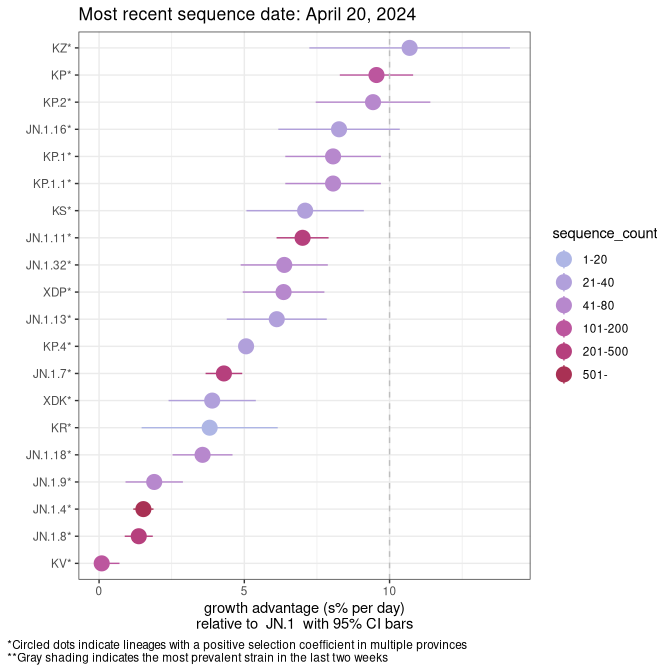 Most recent sequence date: April 20, 2024
KZ*
KP*
KP.2*
JN.1.16*
KP.1*
KP.1.1*
KS*
JN.1.11*
JN.1.32*
XDP*
JN.1.13*
KP.4*
JN.1.7*
XDK*
KR*
JN.1.18*
JN.1.9*
JN.1.4*
JN.1.8*
KV*
0 5 10
growth advantage (s% per day)
relative to JN.1 with 95% CI bars
sequence_count
1-20
21-40
41-80
101-200
201-500
501-
*Circled dots indicate lineages with a positive selection coefficient in multiple provinces
**Gray shading indicates the most prevalent strain in the last two weeks